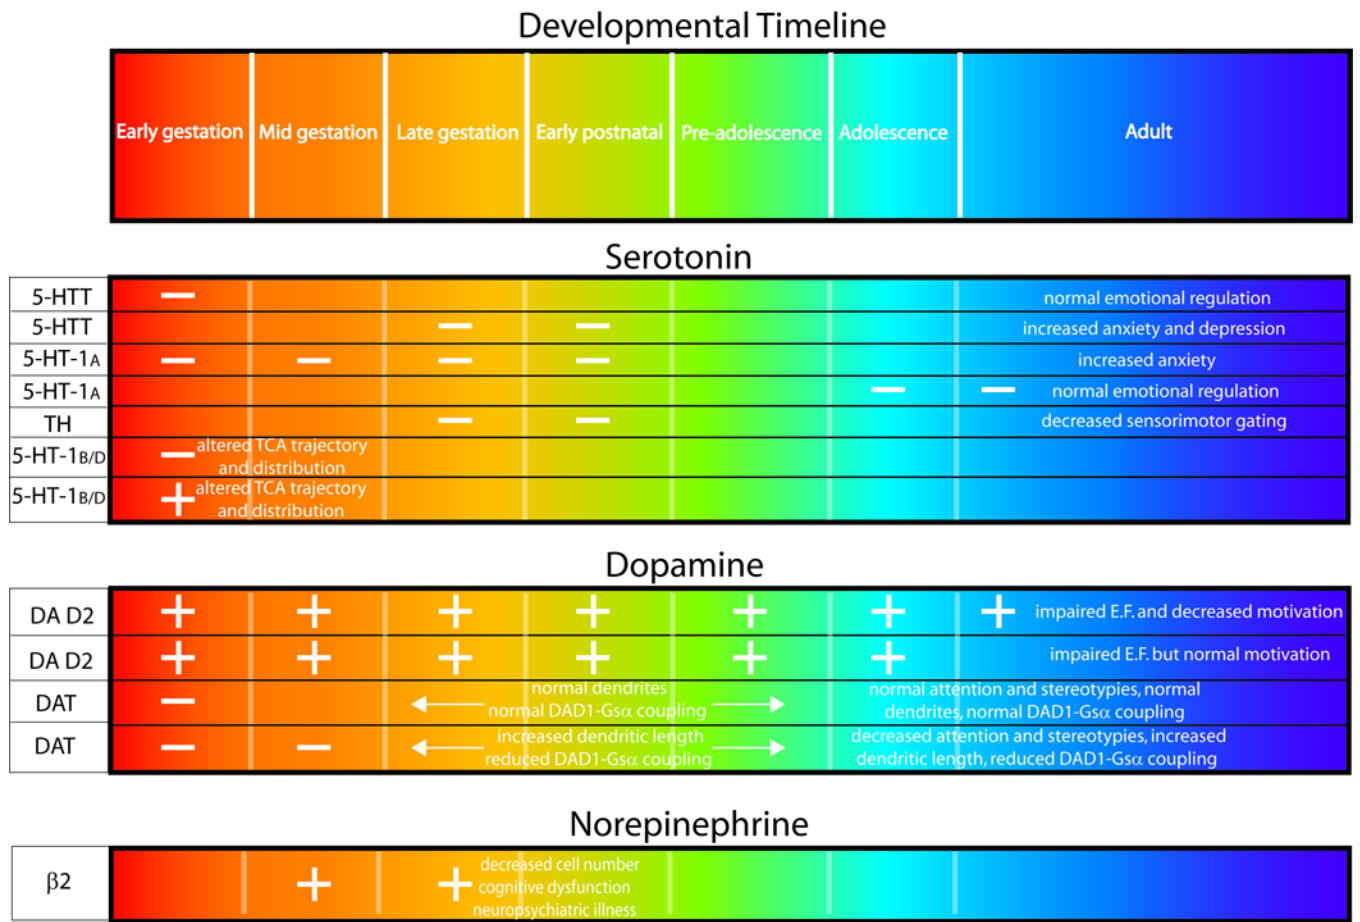 Developmental Timeline
Early gestation
Mid gestation
Late gestation
Early postnatal
Pre-adolescence
Adolescence
Adult
Serotonin
5-HTT − normal emotional regulation
5-HTT − − increased anxiety and depression
5-HT-1A − − − − increased anxiety
5-HT-1A − − normal emotional regulation
TH − − decreased sensorimotor gating
5-HT-1B/D − altered TCA trajectory
and distribution
5-HT-1B/D + altered TCA trajectory
and distribution
Dopamine
DA D2 + + + + + + + impaired E.F. and decreased motivation
DA D2 + + + + + + impaired E.F. but normal motivation
DAT −
normal dendrites
normal DAD1-Gsα coupling
normal attention and stereotypies, normal
dendrites, normal DAD1-Gsα coupling
DAT − −
increased dendritic length
reduced DAD1-Gsα coupling
decreased attention and stereotypies, increased
dendritic length, reduced DAD1-Gsα coupling
Norepinephrine
β2 + +
decreased cell number
cognitive dysfunction
neuropsychiatric illness